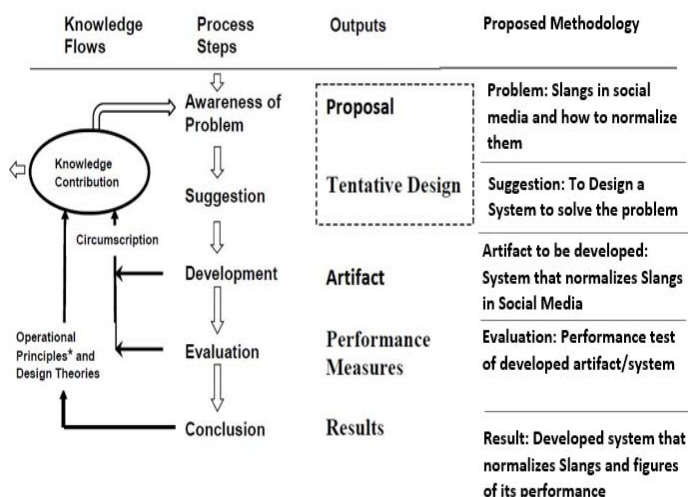 Knowledge
Flows
Process
Steps
Outputs
Proposed Methodology
Awareness of
Problem
Proposal
Problem: Slangs in social
media and how to normalize
them
Knowledge
Contribution
Suggestion
Tentative Design
Suggestion: To Design a
System to solve the problem
Circumscription
Development
Artifact
Artifact to be developed:
System that normalizes Slangs
in Social Media
Operational
Principles* and
Design Theories
Evaluation
Performance
Measures
Evaluation: Performance test
of developed artifact/system
Conclusion
Results
Result: Developed system that
normalizes Slangs and figures
of its performance